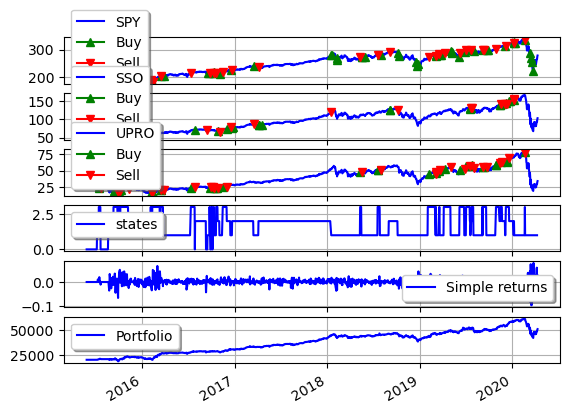 SPY
Buy
Sell
300
200
SSO
Buy
Sell
150
100
50
UPRO
Buy
Sell
75
50
25
states
2.5
0.0
Simple returns
0.0
−0.1
Portfolio
50000
25000
2016 2017 2018 2019 2020